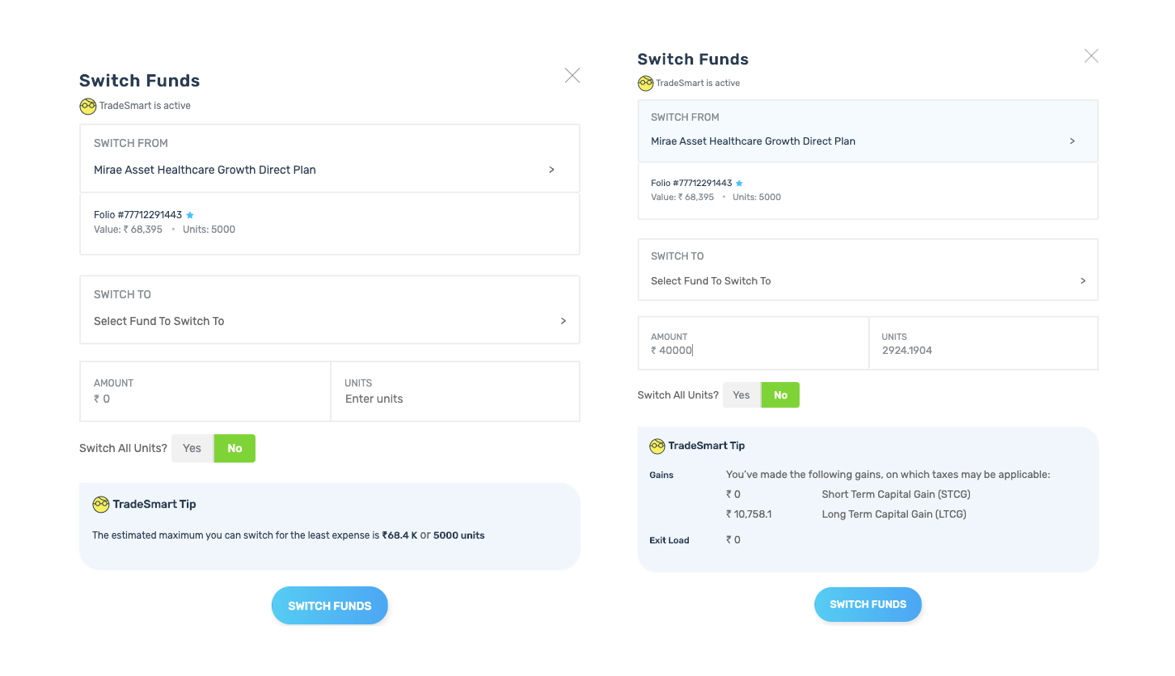 Switch Funds
TradeSmart is active
SWITCH FROM
Mirae Asset Healthcare Growth Direct Plan >
Folio #77712291443
Value: ₹ 68,395 • Units: 5000
SWITCH TO
Select Fund To Switch To >
AMOUNT UNITS
₹ 0 Enter units
Switch All Units? Yes No
TradeSmart Tip
The estimated maximum you can switch for the least expense is ₹68.4 K or 5000 units
SWITCH FUNDS
Switch Funds
TradeSmart is active
SWITCH FROM
Mirae Asset Healthcare Growth Direct Plan >
Folio #77712291443
Value: ₹ 68,395 • Units: 5000
SWITCH TO
Select Fund To Switch To >
AMOUNT UNITS
₹ 40000 2924.1904
Switch All Units? Yes No
TradeSmart Tip
Gains You've made the following gains, on which taxes may be applicable:
₹ 0 Short Term Capital Gain (STCG)
₹ 10,758.1 Long Term Capital Gain (LTCG)
Exit Load ₹ 0
SWITCH FUNDS